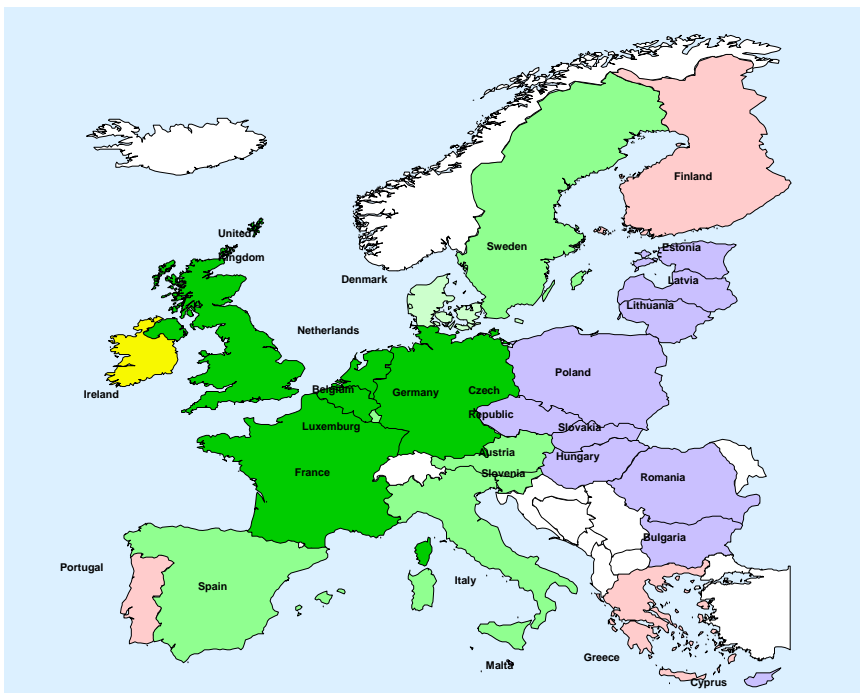 Finland
United
Kingdom
Sweden
Estonia
Denmark
Latvia
Lithuania
Netherlands
Poland
Ireland
Belgium
Germany
Czech
Republic
Luxemburg
Slovakia
Austria
Hungary
France
Slovenia
Romania
Bulgaria
Portugal
Spain
Italy
Greece
Malta
Cyprus